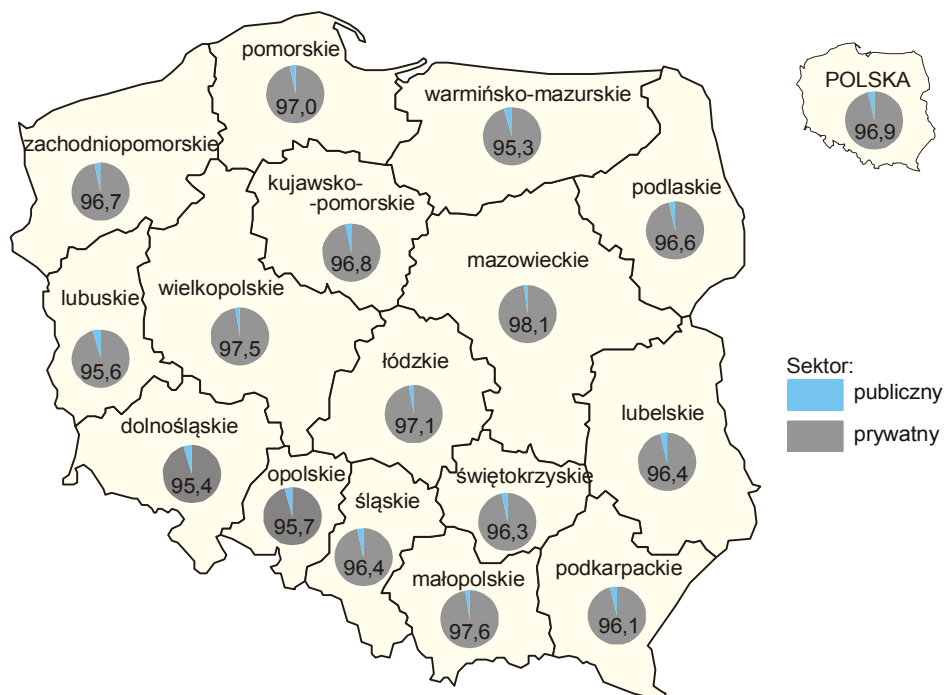 pomorskie
97,0
warmińsko-mazurskie
95,3
POLSKA
96,9
zachodniopomorskie
96,7
kujawsko-
-pomorskie
96,8
podlaskie
96,6
mazowieckie
98,1
lubuskie
95,6
wielkopolskie
97,5
łódzkie
97,1
Sektor:
publiczny
prywatny
dolnośląskie
95,4
lubelskie
96,4
opolskie
95,7
śląskie
96,4
świętokrzyskie
96,3
małopolskie
97,6
podkarpackie
96,1